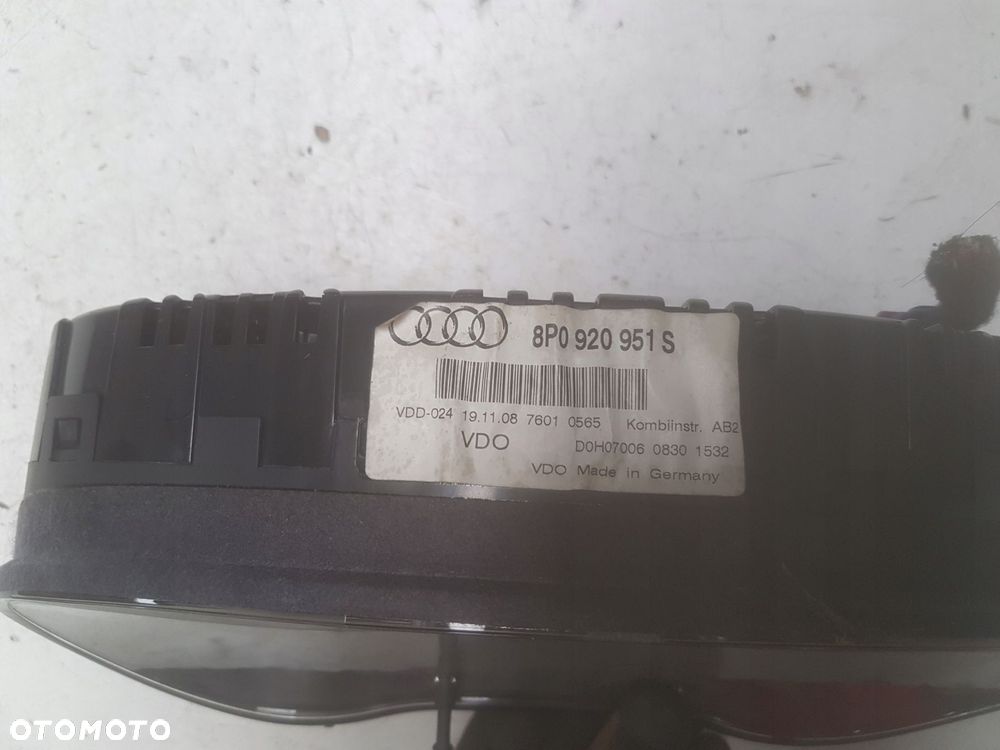 8P0 920 951 S
VDD-024 19.11.08 7601 0565 Kombiinstr. AB2
VDO D0H07006 0830 1532
VDO Made in Germany
OTOMOTO